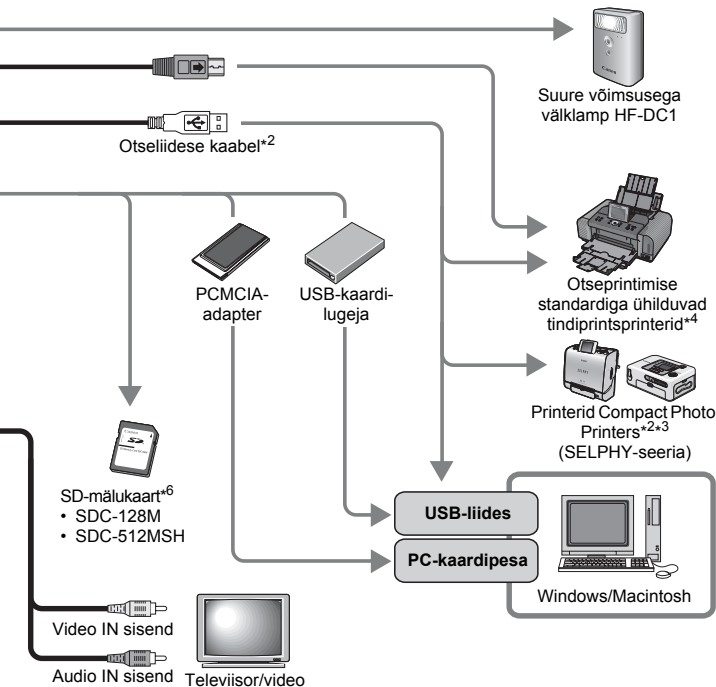 Suure võimsusega
välklamp HF-DC1
Otseliidese kaabel*2
PCMCIA-
adapter
USB-kaardi-
lugeja
Otseprintimise
standardiga ühilduvad
tindiprintsprinterid*4
Printerid Compact Photo
Printers*2*3
(SELPHY-seeria)
SD-mälukaart*6
• SDC-128M
• SDC-512MSH
USB-liides
PC-kaardipesa
Windows/Macintosh
Video IN sisend
Audio IN sisend
Televiisor/video